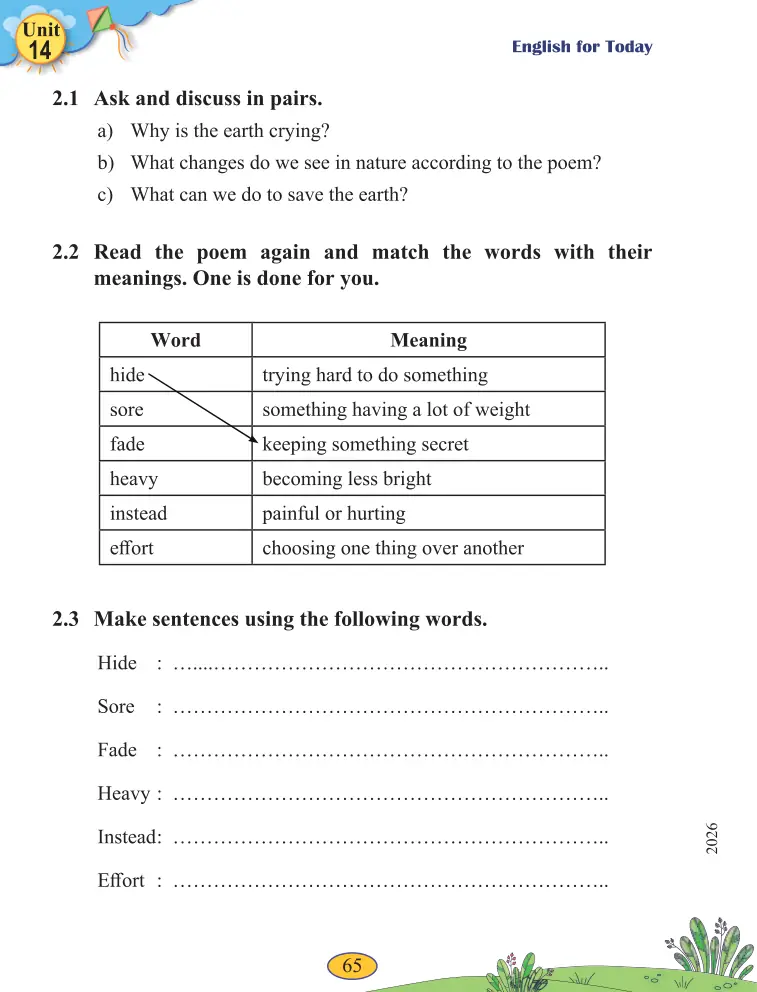 Unit
14
English for Today
2.1 Ask and discuss in pairs.
a) Why is the earth crying?
b) What changes do we see in nature according to the poem?
c) What can we do to save the earth?
2.2 Read the poem again and match the words with their
meanings. One is done for you.
Word Meaning
hide trying hard to do something
sore something having a lot of weight
fade keeping something secret
heavy becoming less bright
instead painful or hurting
effort choosing one thing over another
2.3 Make sentences using the following words.
Hide : …....…………………………………………………..
Sore : ………………………………………………………..
Fade : ………………………………………………………..
Heavy : ………………………………………………………..
Instead: ………………………………………………………..
Effort : ………………………………………………………..
2026
65